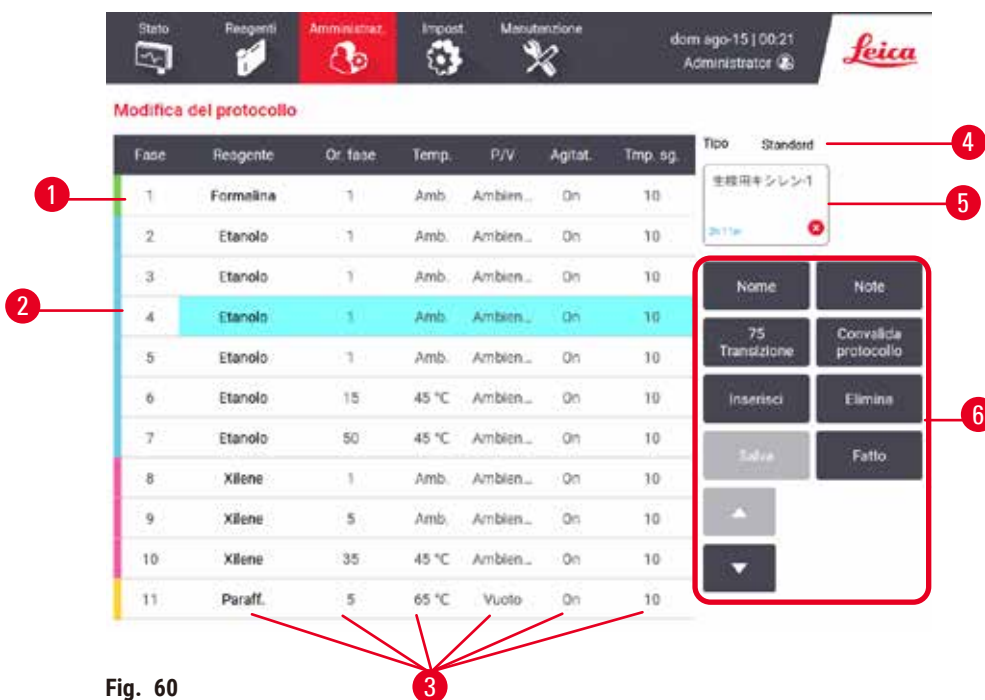 Stato Reagenti Amministraz. Impost. Manutenzione
dom ago-15 | 00:21
Administrator
Leica
Modifica del protocollo
Fase Reagente Or. fase Temp. P/V Agitat. Tmp. sg.
Tipo Standard
4
1 1 Formalina 1 Amb. Ambien... On 10
生検用キシレン-1
2h 11m
5
2 Etanolo 1 Amb. Ambien... On 10
3 Etanolo 1 Amb. Ambien... On 10
2 4 Etanolo 1 Amb. Ambien... On 10
5 Etanolo 1 Amb. Ambien... On 10
6 Etanolo 15 45 °C Ambien... On 10
7 Etanolo 50 45 °C Ambien... On 10
8 Xilene 1 Amb. Ambien... On 10
9 Xilene 5 Amb. Ambien... On 10
10 Xilene 35 45 °C Ambien... On 10
11 Paraff. 5 65 °C Vuoto On 10
Nome Note
75
Transizione
Convalida
protocollo
Inserisci Elimina
6
Salva Fatto
3
Fig. 60